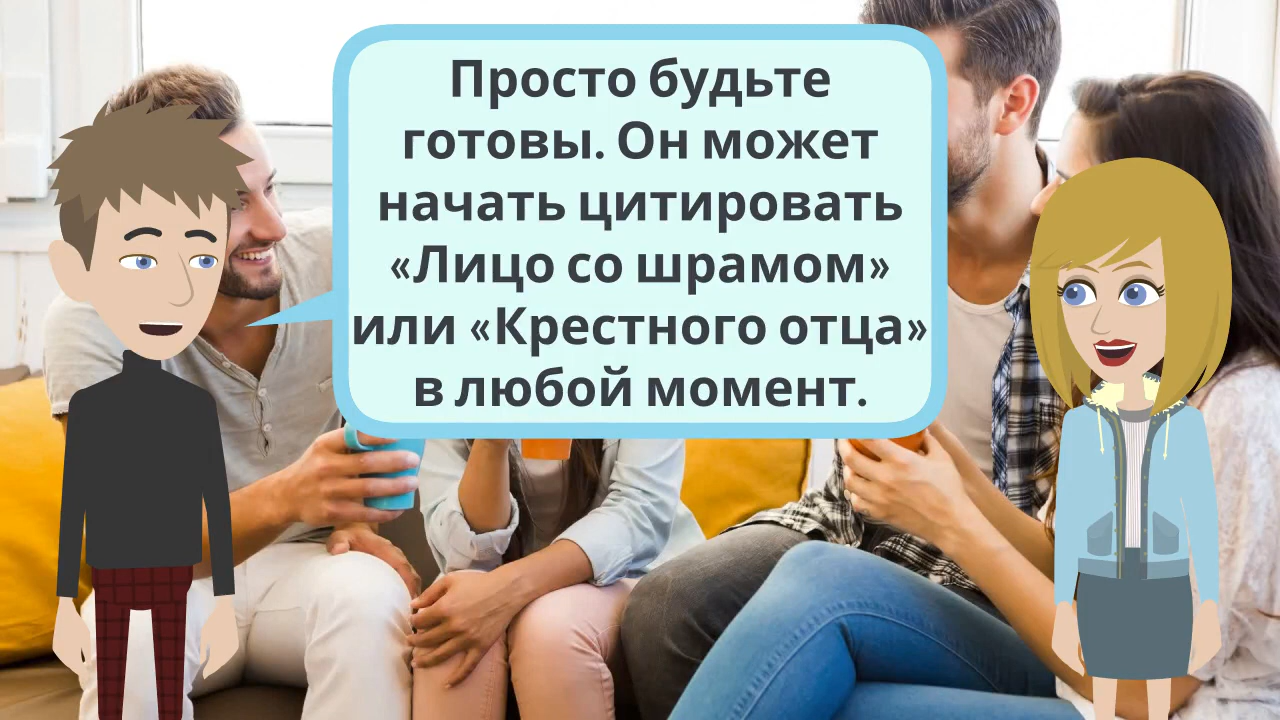 Просто будьте
готовы. Он может
начать цитировать
«Лицо со шрамом»
или «Крестного отца»
в любой момент.